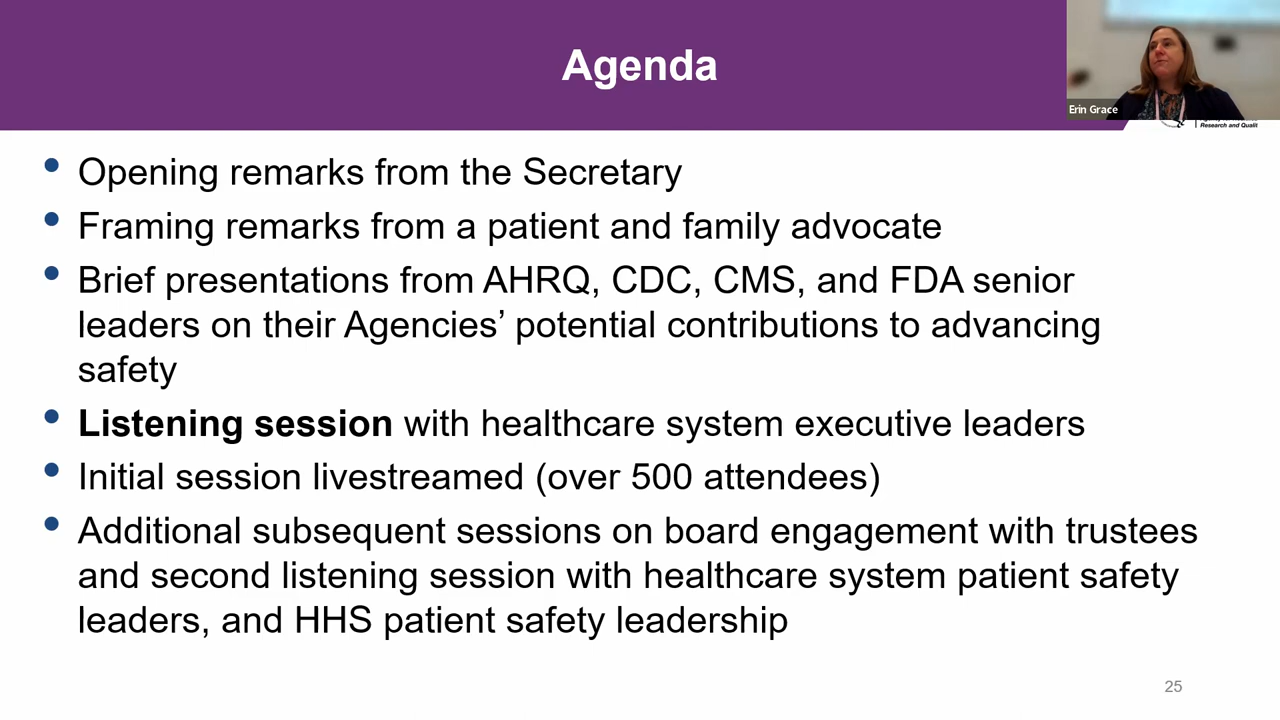 Agenda
Erin Grace
Research and Qualit
Opening remarks from the Secretary
Framing remarks from a patient and family advocate
Brief presentations from AHRQ, CDC, CMS, and FDA senior
leaders on their Agencies’ potential contributions to advancing
safety
Listening session with healthcare system executive leaders
Initial session livestreamed (over 500 attendees)
Additional subsequent sessions on board engagement with trustees
and second listening session with healthcare system patient safety
leaders, and HHS patient safety leadership
25